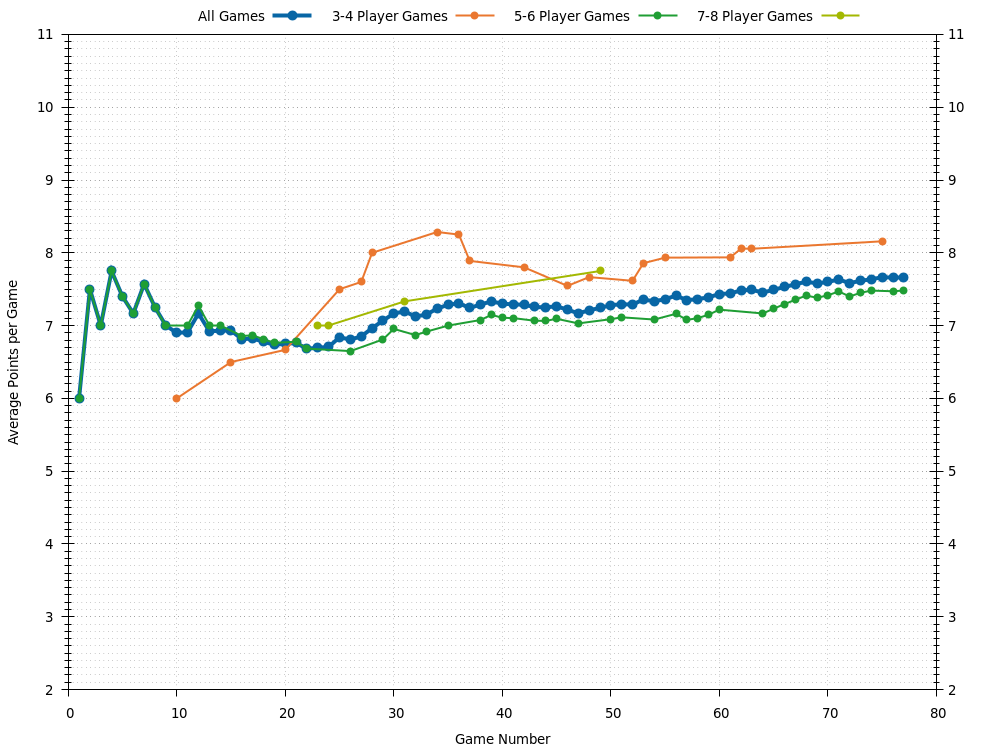 All Games 3-4 Player Games 5-6 Player Games 7-8 Player Games
11 11
10 10
9 9
8 8
7 7
6 6
5 5
4 4
3 3
2 2
Average Points per Game
0 10 20 30 40 50 60 70 80
Game Number